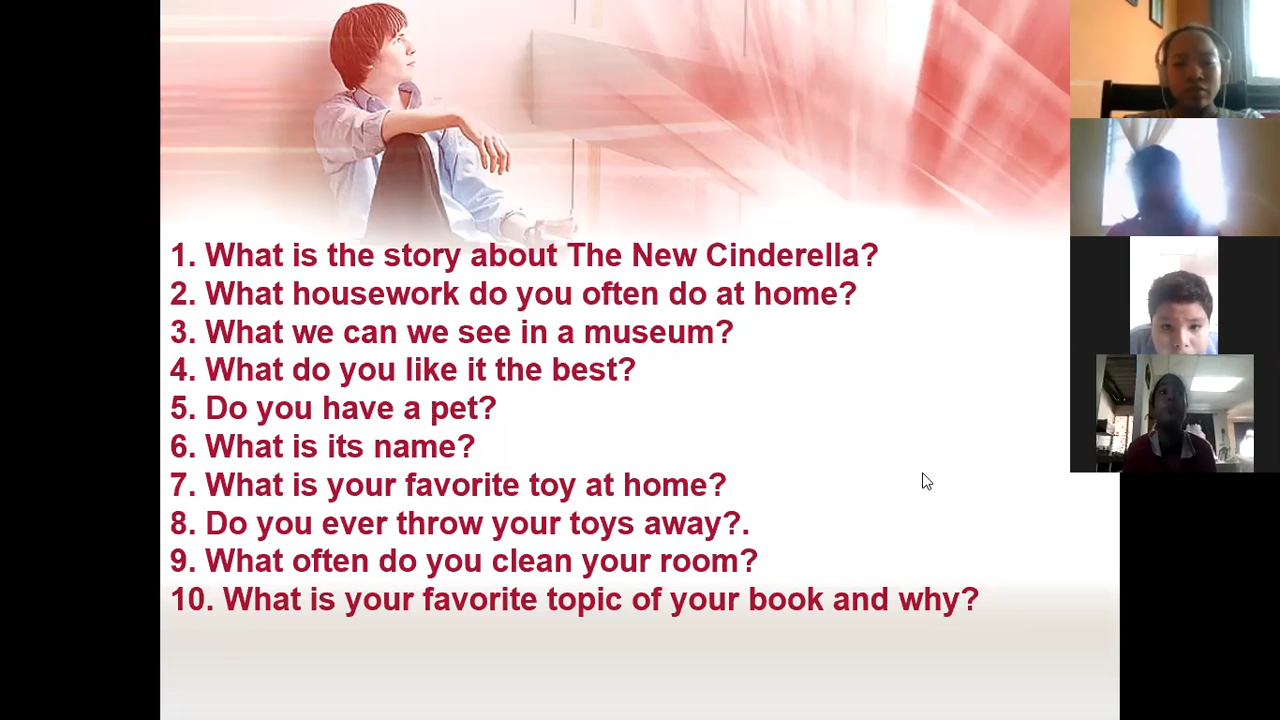 1. What is the story about The New Cinderella?
2. What housework do you often do at home?
3. What we can we see in a museum?
4. What do you like it the best?
5. Do you have a pet?
6. What is its name?
7. What is your favorite toy at home?
8. Do you ever throw your toys away?.
9. What often do you clean your room?
10. What is your favorite topic of your book and why?